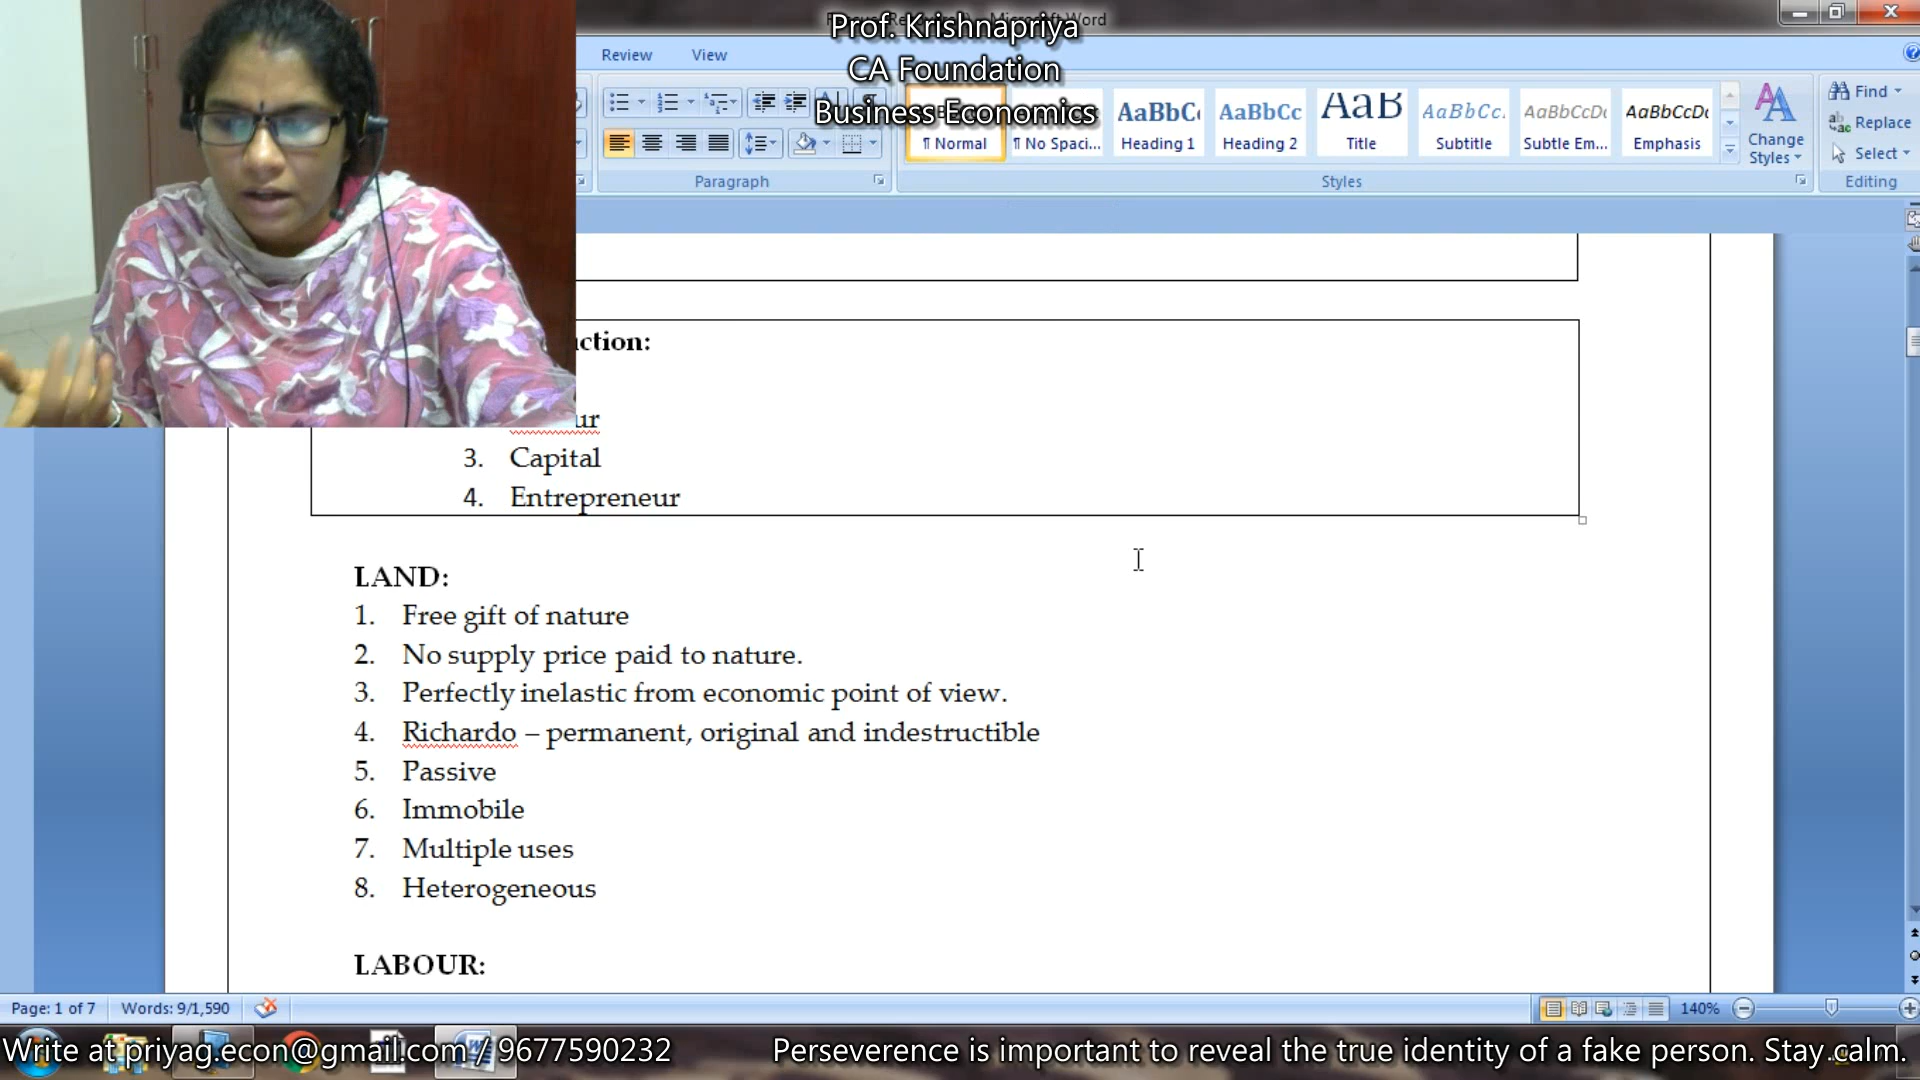 Prof. Krishnapriya
CA Foundation
Business Economics
Word
Review View
Find
Replace
Select
Change Styles
AaBbC AaBbCc AaB AaBbCc. AaBbCcDc AaBbCcDc
¶ Normal ¶ No Spaci... Heading 1 Heading 2 Title Subtitle Subtle Em... Emphasis
Paragraph Styles Editing
ction:
ur
3. Capital
4. Entrepreneur
LAND:
1. Free gift of nature
2. No supply price paid to nature.
3. Perfectly inelastic from economic point of view.
4. Richardo – permanent, original and indestructible
5. Passive
6. Immobile
7. Multiple uses
8. Heterogeneous
LABOUR:
Page: 1 of 7 Words: 9/1,590 140%
Write at priyag.econ@gmail.com / 9677590232 Perseverence is important to reveal the true identity of a fake person. Stay calm.